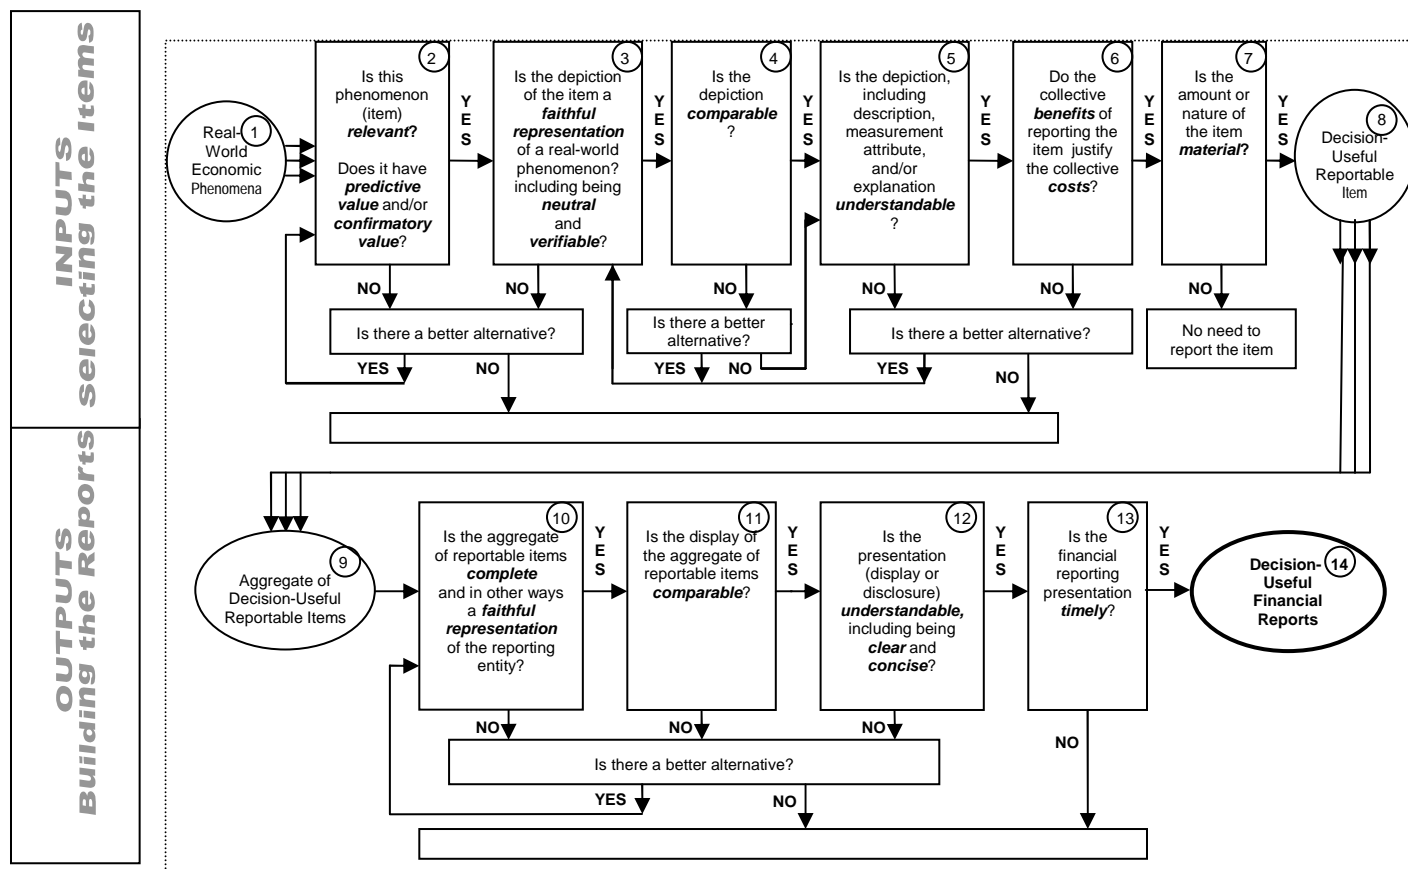 INPUTS
selecting the Items
1
Real-
World
Economic
Phenomena
2
Is this
phenomenon
(item)
relevant?
Does it have
predictive
value and/or
confirmatory
value?
YES
3
Is the depiction
of the item a
faithful
representation
of a real-world
phenomenon?
including being
neutral
and
verifiable?
YES
4
Is the
depiction
comparable
?
YES
5
Is the depiction,
including
description,
measurement
attribute,
and/or
explanation
understandable
?
YES
6
Do the
collective
benefits of
reporting the
item justify
the collective
costs?
YES
7
Is the
amount or
nature of
the item
material?
YES
8
Decision-
Useful
Reportable
Item
NO
NO
NO
NO
NO
NO
Is there a better alternative?
Is there a better
alternative?
Is there a better alternative?
No need to
report the item
YES
NO
YES
NO
YES
NO
OUTPUTS
Building the Reports
9
Aggregate of
Decision-Useful
Reportable Items
10
Is the aggregate
of reportable items
complete
and in other ways
a faithful
representation
of the reporting
entity?
YES
11
Is the display of
the aggregate of
reportable items
comparable?
YES
12
Is the
presentation
(display or
disclosure)
understandable,
including being
clear and
concise?
YES
13
Is the
financial
reporting
presentation
timely?
YES
14
Decision-
Useful
Financial
Reports
NO
NO
NO
NO
Is there a better alternative?
YES
NO